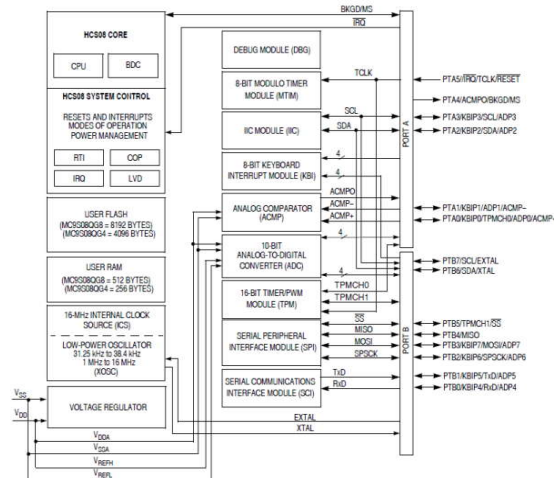 HCS08 CORE
CPU
BDC
HCS08 SYSTEM CONTROL
RESETS AND INTERRUPTS
MODES OF OPERATION
POWER MANAGEMENT
RTI
COP
IRQ
LVD
USER FLASH
(MC9S08QG8 = 8192 BYTES)
(MC9S08QG4 = 4096 BYTES)
USER RAM
(MC9S08QG8 = 512 BYTES)
(MC9S08QG4 = 256 BYTES)
16-MHz INTERNAL CLOCK
SOURCE (ICS)
LOW-POWER OSCILLATOR
31.25 kHz to 38.4 kHz
1 MHz to 16 MHz
(XOSC)
VSS
VDD
VOLTAGE REGULATOR
VDDA
VSSA
VREFH
VREFL
DEBUG MODULE (DBG)
8-BIT MODULO TIMER
MODULE (MTIM)
IIC MODULE (IIC)
8-BIT KEYBOARD
INTERRUPT MODULE (KBI)
ANALOG COMPARATOR
(ACMP)
10-BIT
ANALOG-TO-DIGITAL
CONVERTER (ADC)
16-BIT TIMER/PWM
MODULE (TPM)
SERIAL PERIPHERAL
INTERFACE MODULE (SPI)
SERIAL COMMUNICATIONS
INTERFACE MODULE (SCI)
BKGD/MS
IRQ
TCLK
SCL
SDA
4
4
ACMPO
ACMP–
ACMP+
4
4
TPMCH0
TPMCH1
SS
MISO
MOSI
SPSCK
TxD
RxD
EXTAL
XTAL
PORT A
PORT B
PTA5/IRQ/TCLK/RESET
PTA4/ACMPO/BKGD/MS
PTA3/KBIP3/SCL/ADP3
PTA2/KBIP2/SDA/ADP2
PTA1/KBIP1/ADP1/ACMP–
PTA0/KBIP0/TPMCH0/ADP0/ACMP+
PTB7/SCL/EXTAL
PTB6/SDA/XTAL
PTB5/TPMCH1/SS
PTB4/MISO
PTB3/KBIP7/MOSI/ADP7
PTB2/KBIP6/SPSCK/ADP6
PTB1/KBIP5/TxD/ADP5
PTB0/KBIP4/RxD/ADP4